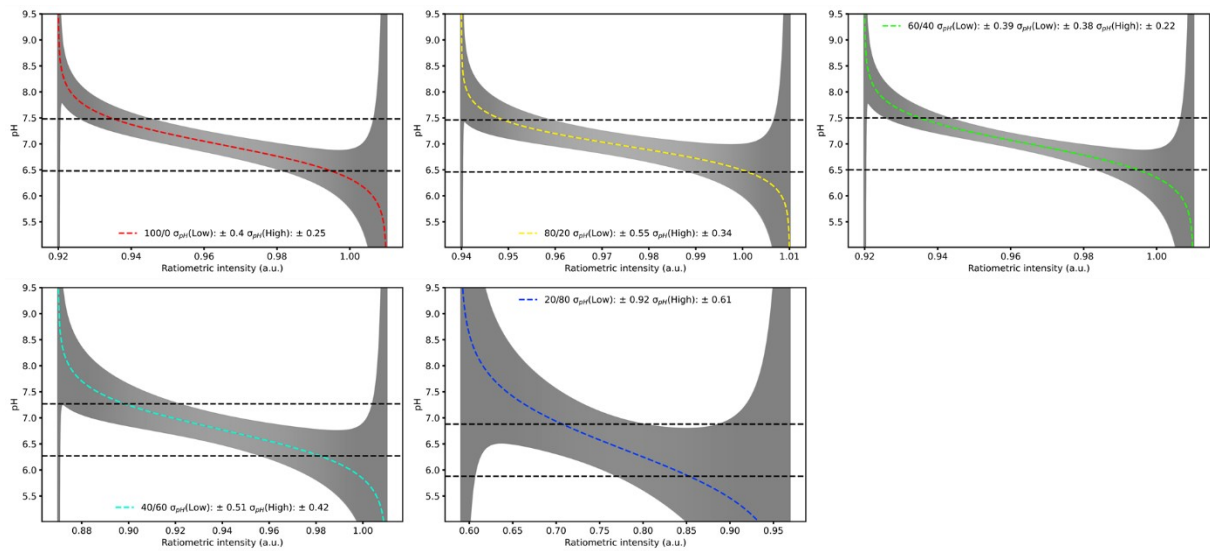 9.5
9.0
8.5
8.0
7.5
7.0
6.5
6.0
5.5
pH
100/0 σpH(Low): ± 0.4 σpH(High): ± 0.25
0.92 0.94 0.96 0.98 1.00
Ratiometric intensity (a.u.)
9.5
9.0
8.5
8.0
7.5
7.0
6.5
6.0
5.5
pH
80/20 σpH(Low): ± 0.55 σpH(High): ± 0.34
0.94 0.95 0.96 0.97 0.98 0.99 1.00 1.01
Ratiometric intensity (a.u.)
60/40 σpH(Low): ± 0.39 σpH(Low): ± 0.38 σpH(High): ± 0.22
9.5
9.0
8.5
8.0
7.5
7.0
6.5
6.0
5.5
pH
0.92 0.94 0.96 0.98 1.00
Ratiometric intensity (a.u.)
9.5
9.0
8.5
8.0
7.5
7.0
6.5
6.0
5.5
pH
40/60 σpH(Low): ± 0.51 σpH(High): ± 0.42
0.88 0.90 0.92 0.94 0.96 0.98 1.00
Ratiometric intensity (a.u.)
20/80 σpH(Low): ± 0.92 σpH(High): ± 0.61
9.5
9.0
8.5
8.0
7.5
7.0
6.5
6.0
5.5
pH
0.60 0.65 0.70 0.75 0.80 0.85 0.90 0.95
Ratiometric intensity (a.u.)